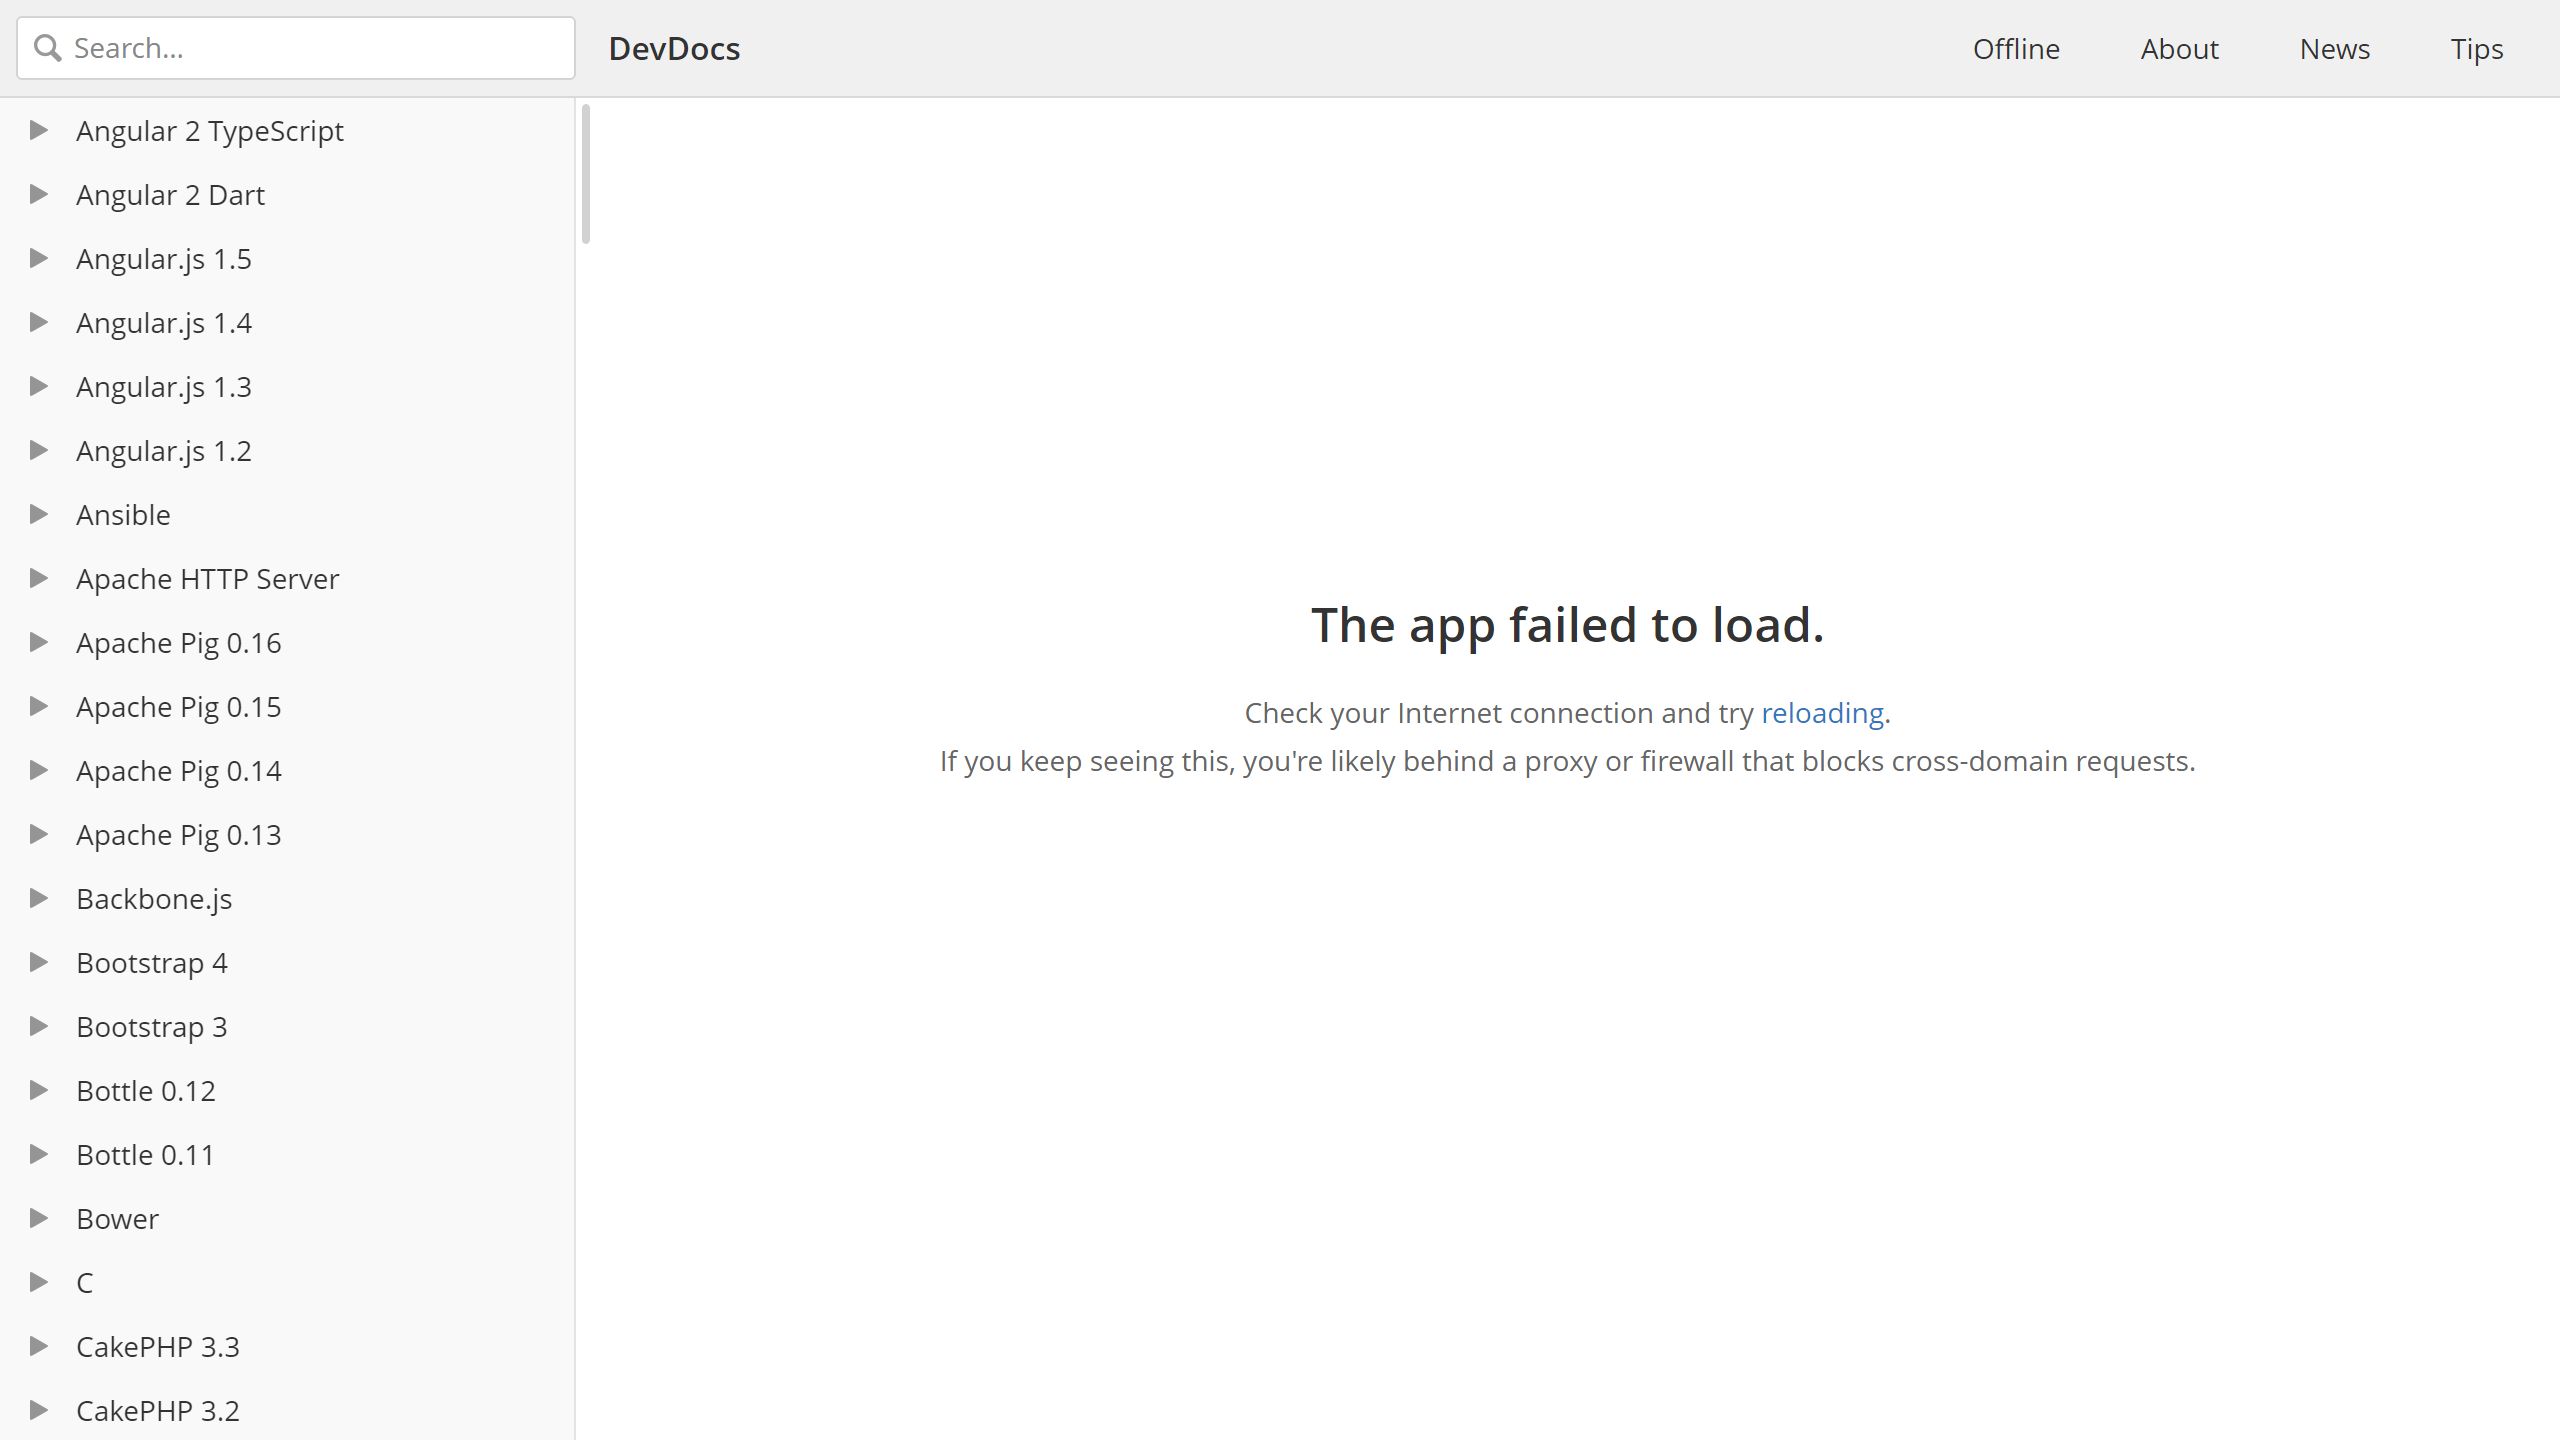 Search...
DevDocs
Offline
About
News
Tips
Angular 2 TypeScript
Angular 2 Dart
Angular.js 1.5
Angular.js 1.4
Angular.js 1.3
Angular.js 1.2
Ansible
Apache HTTP Server
Apache Pig 0.16
Apache Pig 0.15
Apache Pig 0.14
Apache Pig 0.13
Backbone.js
Bootstrap 4
Bootstrap 3
Bottle 0.12
Bottle 0.11
Bower
C
CakePHP 3.3
CakePHP 3.2
The app failed to load.
Check your Internet connection and try reloading.
If you keep seeing this, you're likely behind a proxy or firewall that blocks cross-domain requests.